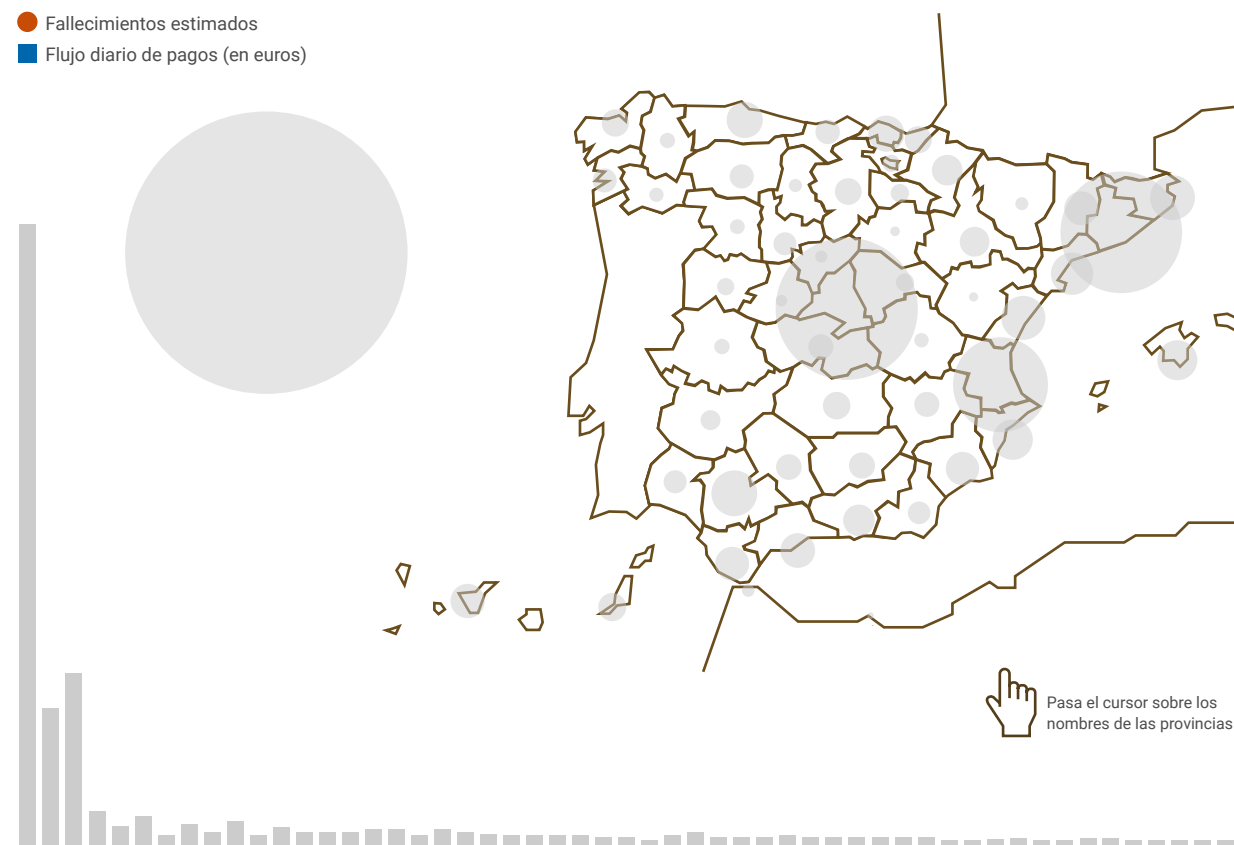 Fallecimientos estimados
Flujo diario de pagos (en euros)
Pasa el cursor sobre los
nombres de las provincias